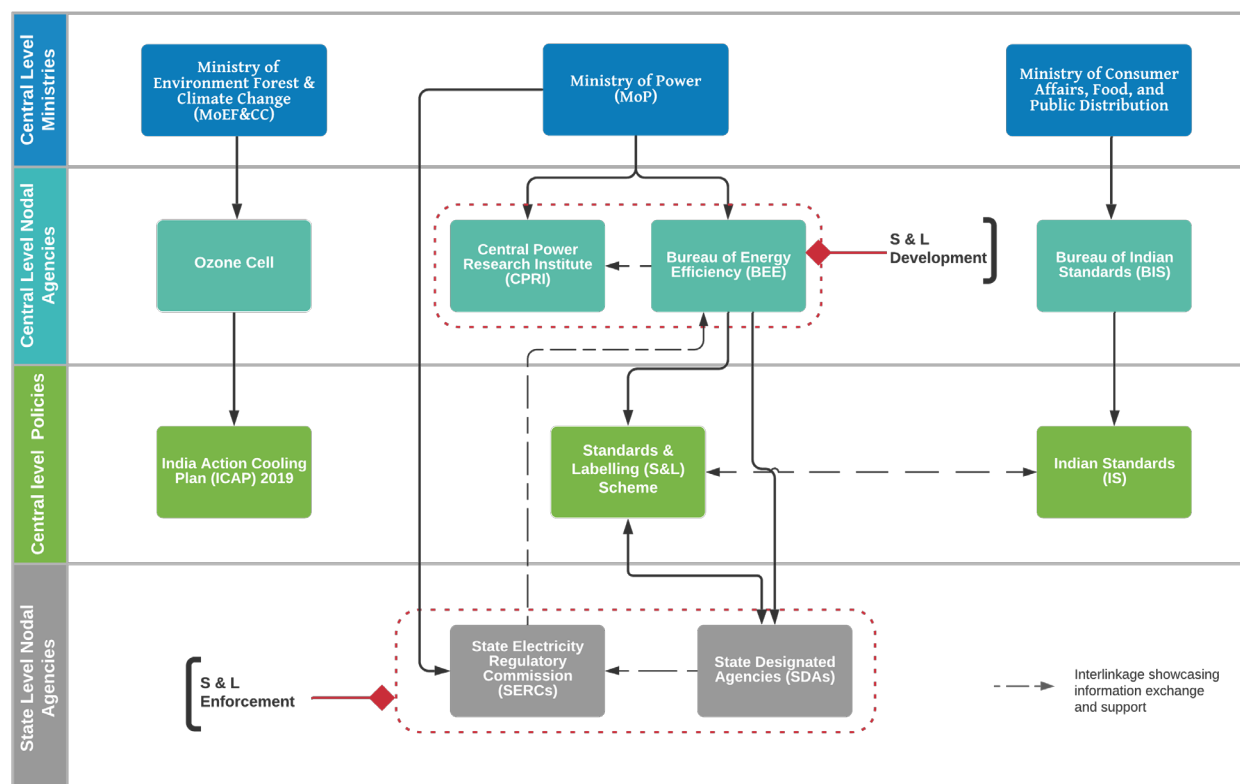 Central Level
Ministries
Ministry of
Environment Forest &
Climate Change
(MoEF&CC)
Ministry of Power
(MoP)
Ministry of Consumer
Affairs, Food, and
Public Distribution
Central Level Nodal
Agencies
Ozone Cell
Central Power
Research Institute
(CPRI)
Bureau of Energy
Efficiency (BEE)
S & L
Development
Bureau of Indian
Standards (BIS)
Central level  Policies
India Action Cooling
Plan (ICAP) 2019
Standards &
Labelling (S&L)
Scheme
Indian Standards
(IS)
State Level Nodal
Agencies
S & L
Enforcement
State Electricity
Regulatory
Commission
(SERCs)
State Designated
Agencies (SDAs)
Interlinkage showcasing
information exchange
and support